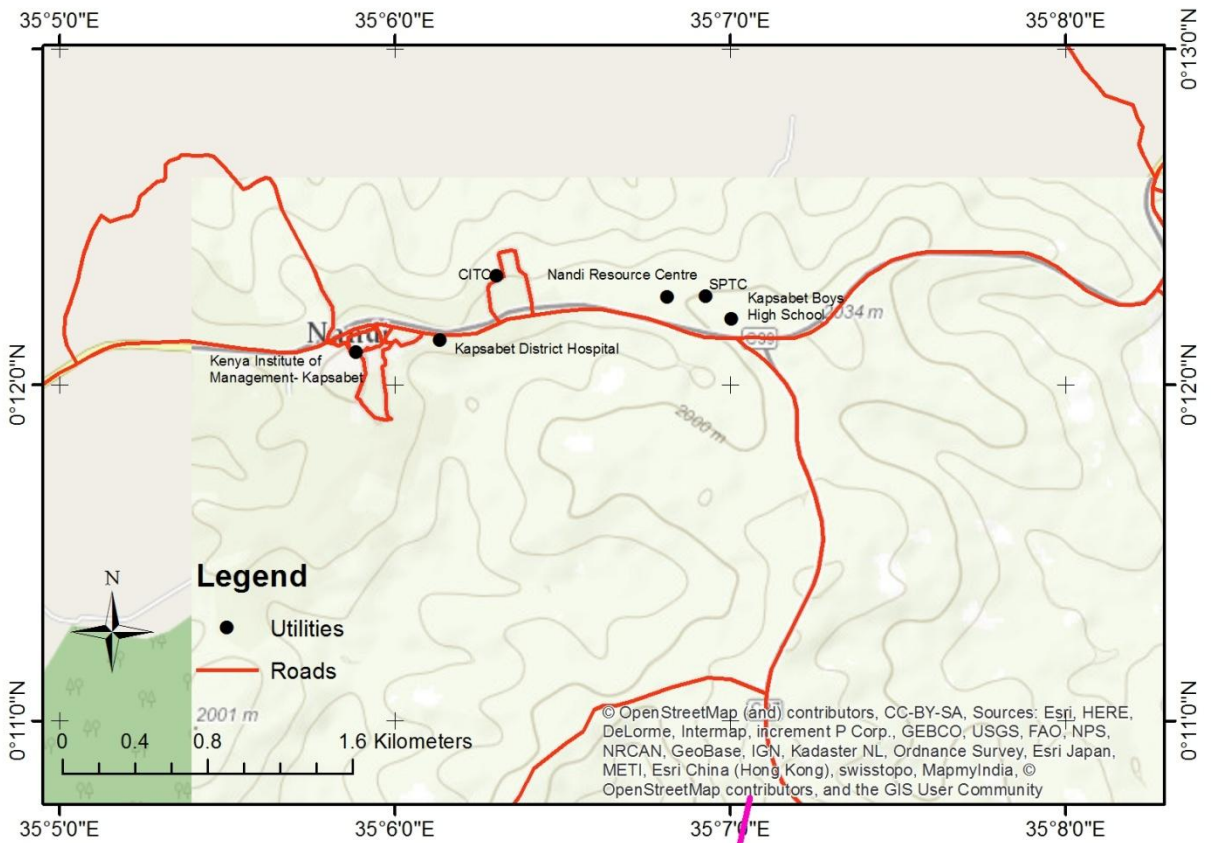 35°5'0"E 35°6'0"E 35°7'0"E 35°8'0"E
0°13'0"N
0°13'0"N
CITC
Nandi Resource Centre
SPTC
Kapsabet Boys
High School
2034 m
C39
Nandi
Kapsabet District Hospital
Kenya Institute of
Management- Kapsabet
0°12'0"N
0°12'0"N
2000 m
Legend
N
Utilities
Roads
2001 m
0°11'0"N
0°11'0"N
0 0.4 0.8 1.6 Kilometers
© OpenStreetMap (and) contributors, CC-BY-SA, Sources: Esri, HERE,
DeLorme, Intermap, increment P Corp., GEBCO, USGS, FAO, NPS,
NRCAN, GeoBase, IGN, Kadaster NL, Ordnance Survey, Esri Japan,
METI, Esri China (Hong Kong), swisstopo, MapmyIndia, ©
OpenStreetMap contributors, and the GIS User Community
35°5'0"E 35°6'0"E 35°7'0"E 35°8'0"E